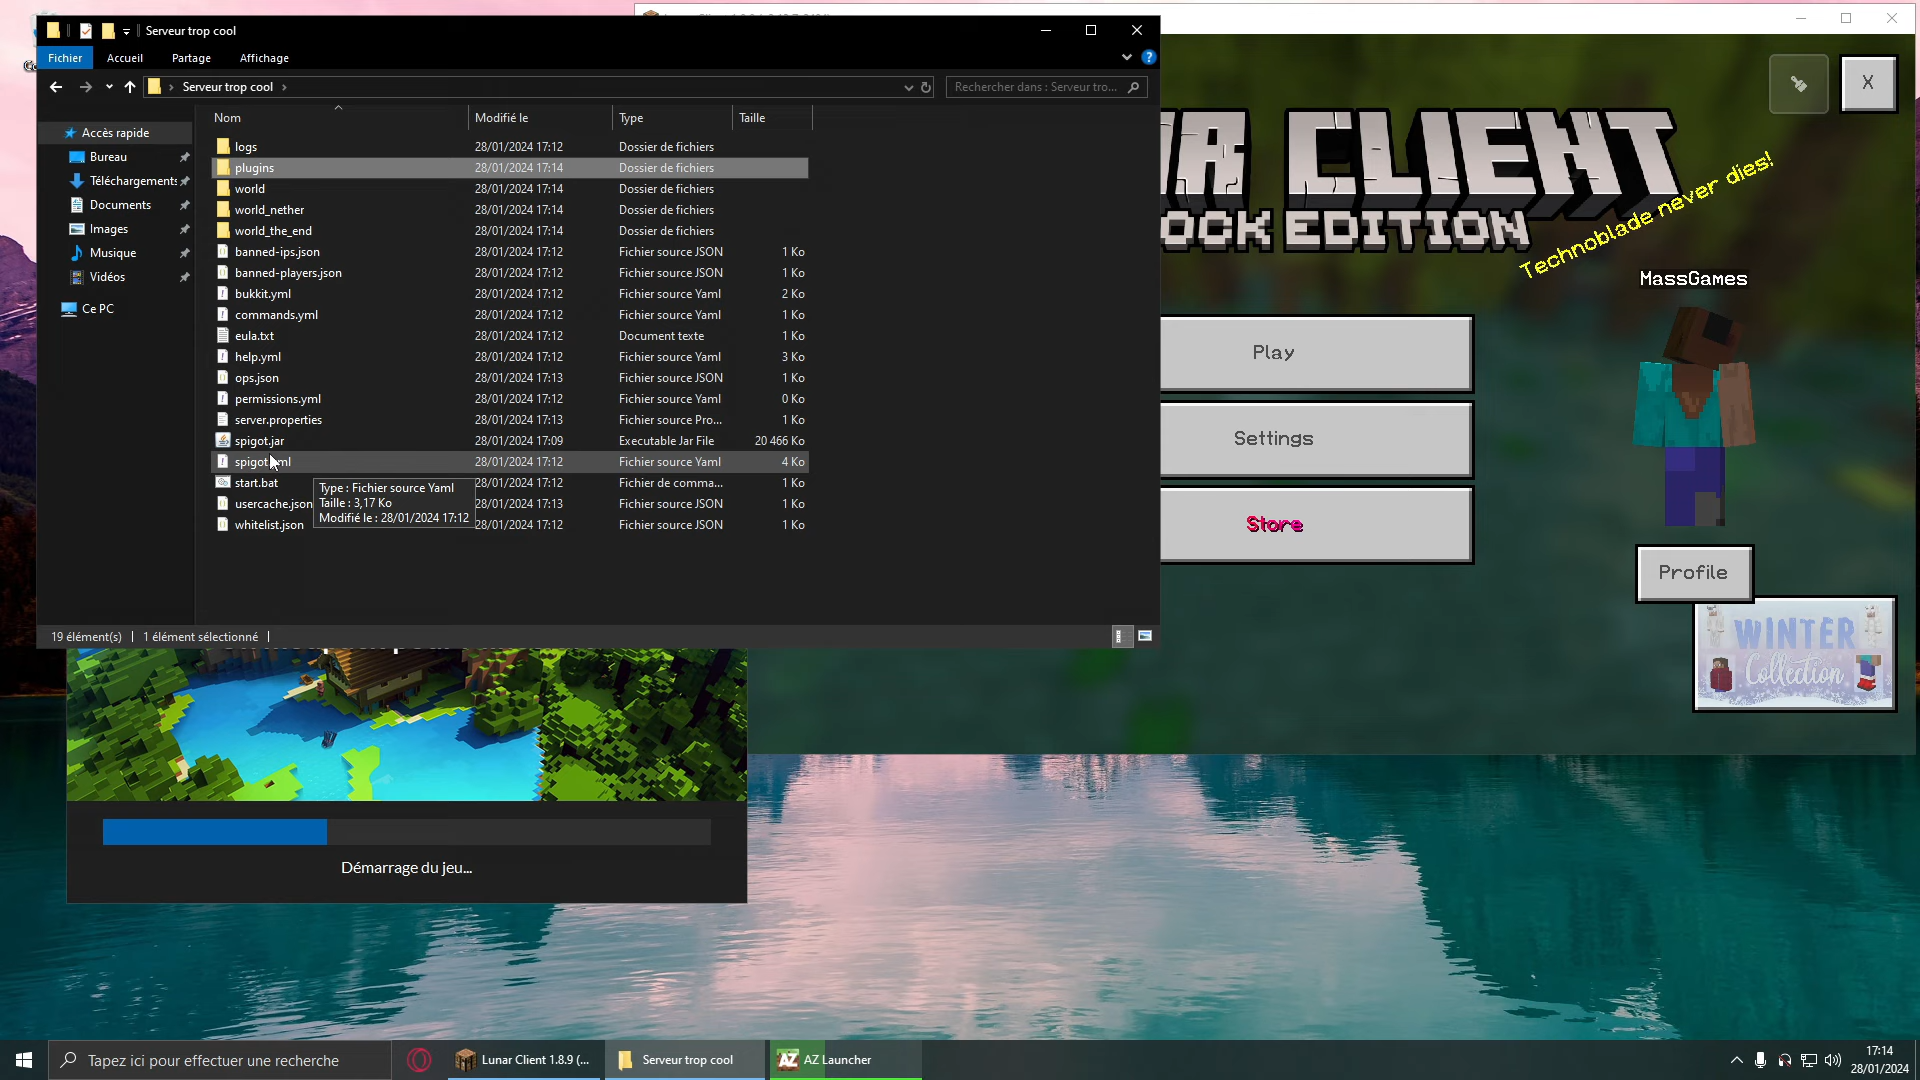 Serveur trop cool
Fichier
Accueil
Partage
Affichage
Serveur trop cool
Rechercher dans : Serveur tro...
Nom
Modifié le
Type
Taille
Accès rapide
Bureau
Téléchargements
Documents
Images
Musique
Vidéos
Ce PC
logs 28/01/2024 17:12 Dossier de fichiers
plugins 28/01/2024 17:14 Dossier de fichiers
world 28/01/2024 17:14 Dossier de fichiers
world_nether 28/01/2024 17:14 Dossier de fichiers
world_the_end 28/01/2024 17:14 Dossier de fichiers
banned-ips.json 28/01/2024 17:12 Fichier source JSON 1 Ko
banned-players.json 28/01/2024 17:12 Fichier source JSON 1 Ko
bukkit.yml 28/01/2024 17:12 Fichier source Yaml 2 Ko
commands.yml 28/01/2024 17:12 Fichier source Yaml 1 Ko
eula.txt 28/01/2024 17:12 Document texte 1 Ko
help.yml 28/01/2024 17:12 Fichier source Yaml 3 Ko
ops.json 28/01/2024 17:13 Fichier source JSON 1 Ko
permissions.yml 28/01/2024 17:12 Fichier source Yaml 0 Ko
server.properties 28/01/2024 17:13 Fichier source Pro... 1 Ko
spigot.jar 28/01/2024 17:09 Executable Jar File 20 466 Ko
spigot.yml 28/01/2024 17:12 Fichier source Yaml 4 Ko
start.bat 28/01/2024 17:12 Fichier de comma... 1 Ko
usercache.json 28/01/2024 17:13 Fichier source JSON 1 Ko
whitelist.json 28/01/2024 17:12 Fichier source JSON 1 Ko
Type : Fichier source Yaml
Taille : 3,17 Ko
Modifié le : 28/01/2024 17:12
19 élément(s)
1 élément sélectionné
X
AR CLIENT
OCK EDITION
Technoblade never dies!
MassGames
Play
Settings
Store
Profile
WINTER
Collection
Démarrage du jeu...
Tapez ici pour effectuer une recherche
Lunar Client 1.8.9 (...
Serveur trop cool
AZ
AZ Launcher
17:14
28/01/2024